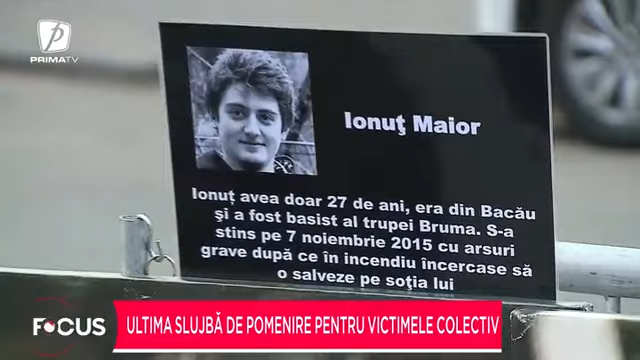 PRIMATV
Ionuţ Maior
Ionuț avea doar 27 de ani, era din Bacău
şi a fost basist al trupei Bruma. S-a
stins pe 7 noiembrie 2015 cu arsuri
grave după ce în incendiu încercase să
o salveze pe soţia lui
FOCUS
ULTIMA SLUJBĂ DE POMENIRE PENTRU VICTIMELE COLECTIV